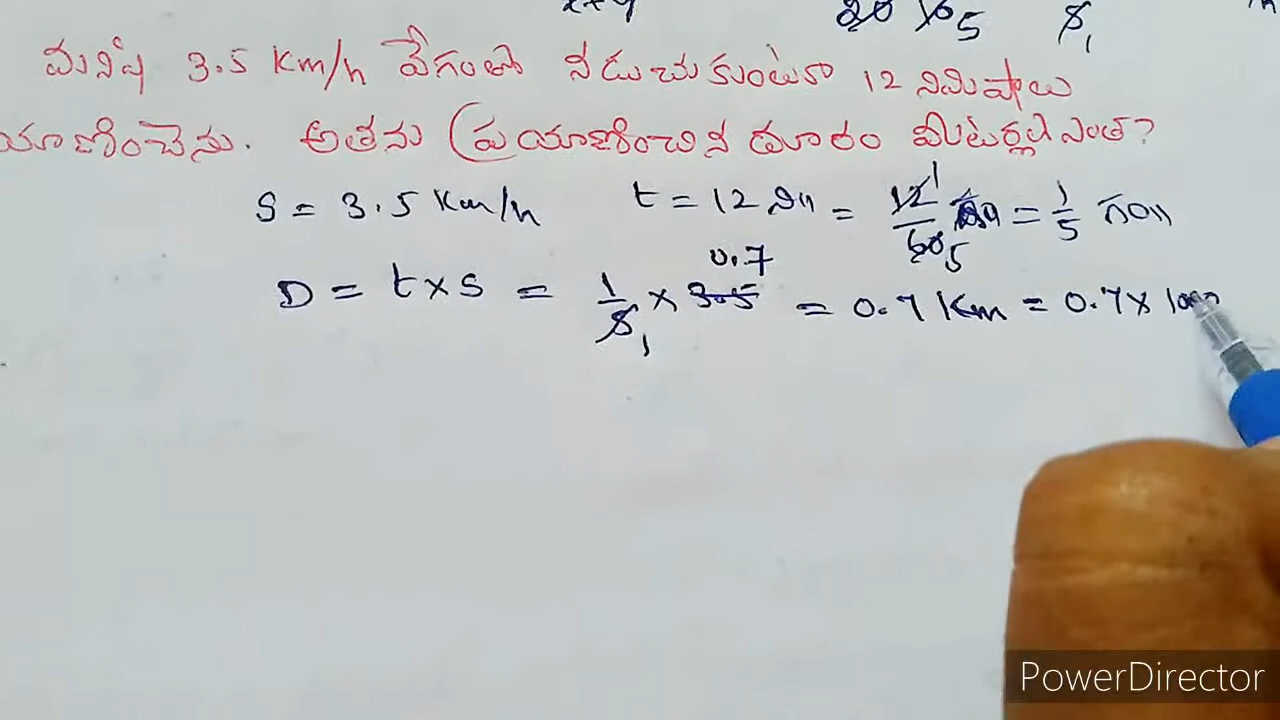 మనిషి 3.5 Km/h వేగంతో నడుచుకుంటూ 12 నిమిషాలు
యాణించెను. అతను ప్రయాణించిన దూరం మీటర్లలో ఎంత?
S = 3.5 Km/h t = 12 ని॥ = 12/60 = 1/5 గం॥
D = t × S = 1/5 × 3.5 = 0.7 Km = 0.7 × 1000
PowerDirector